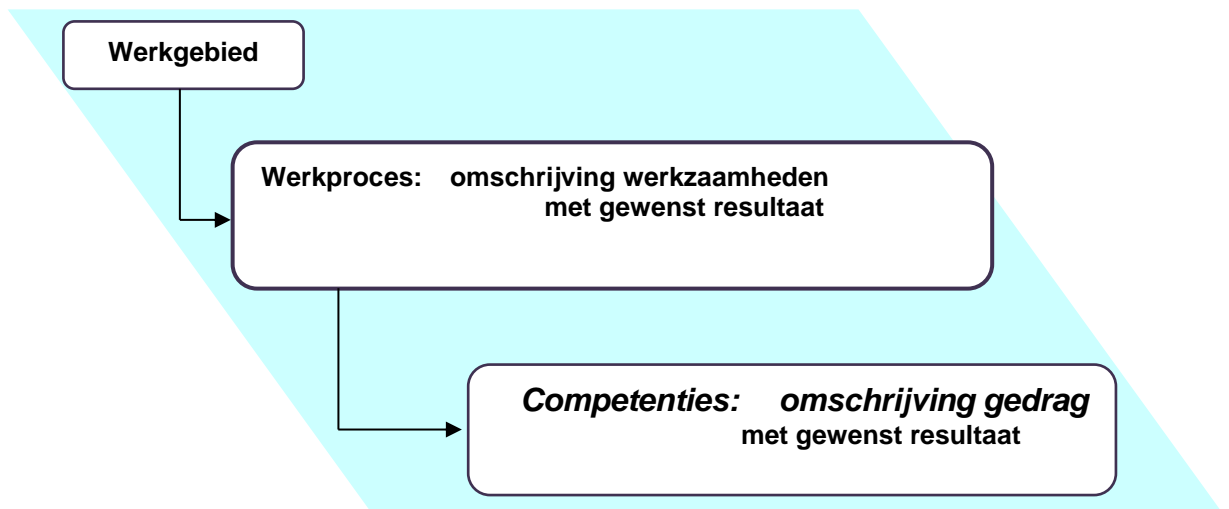 Werkgebied
Werkproces: omschrijving werkzaamheden
met gewenst resultaat
Competenties: omschrijving gedrag
met gewenst resultaat